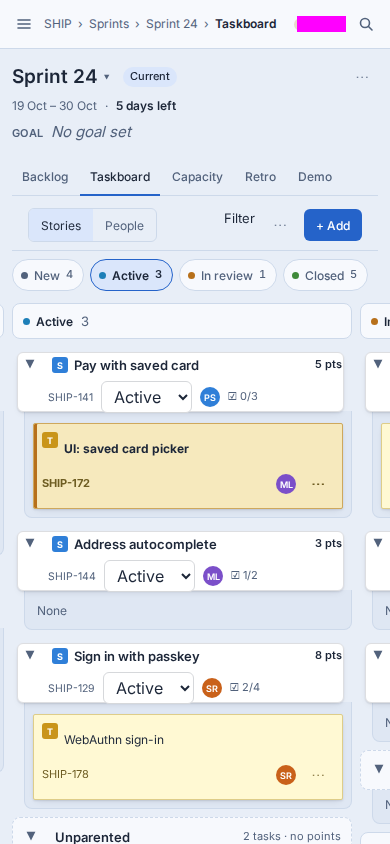 SHIP › Sprints › Sprint 24 › Taskboard
Sprint 24 ▾ Current ...
19 Oct – 30 Oct · 5 days left
GOAL No goal set
Backlog Taskboard Capacity Retro Demo
Stories People Filter ... + Add
New 4 Active 3 In review 1 Closed 5
Active 3
▼ S Pay with saved card 5 pts
SHIP-141 Active PS ☑ 0/3
T UI: saved card picker
SHIP-172 ML ...
▼ S Address autocomplete 3 pts
SHIP-144 Active ML ☑ 1/2
None
▼ S Sign in with passkey 8 pts
SHIP-129 Active SR ☑ 2/4
T WebAuthn sign-in
SHIP-178 SR ...
▼ Unparented 2 tasks · no points